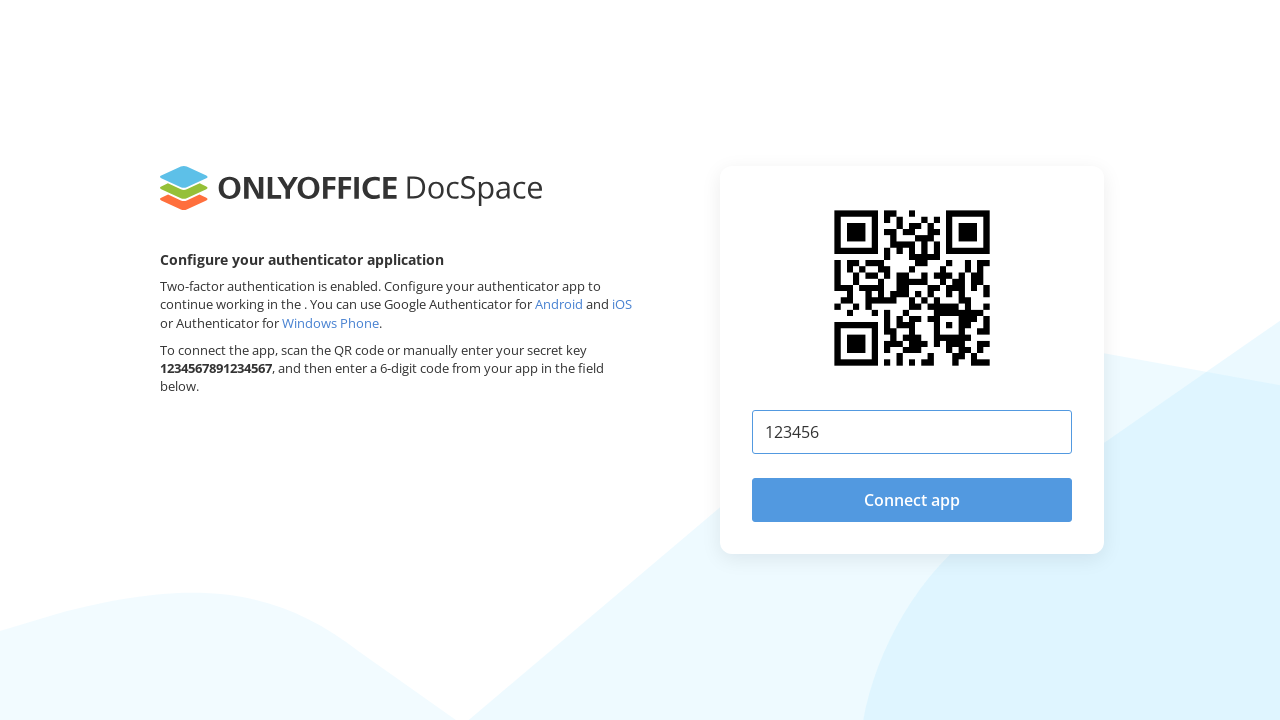 ONLYOFFICE DocSpace
Configure your authenticator application
Two-factor authentication is enabled. Configure your authenticator app to
continue working in the . You can use Google Authenticator for Android and iOS
or Authenticator for Windows Phone.
To connect the app, scan the QR code or manually enter your secret key
1234567891234567, and then enter a 6-digit code from your app in the field
below.
123456
Connect app